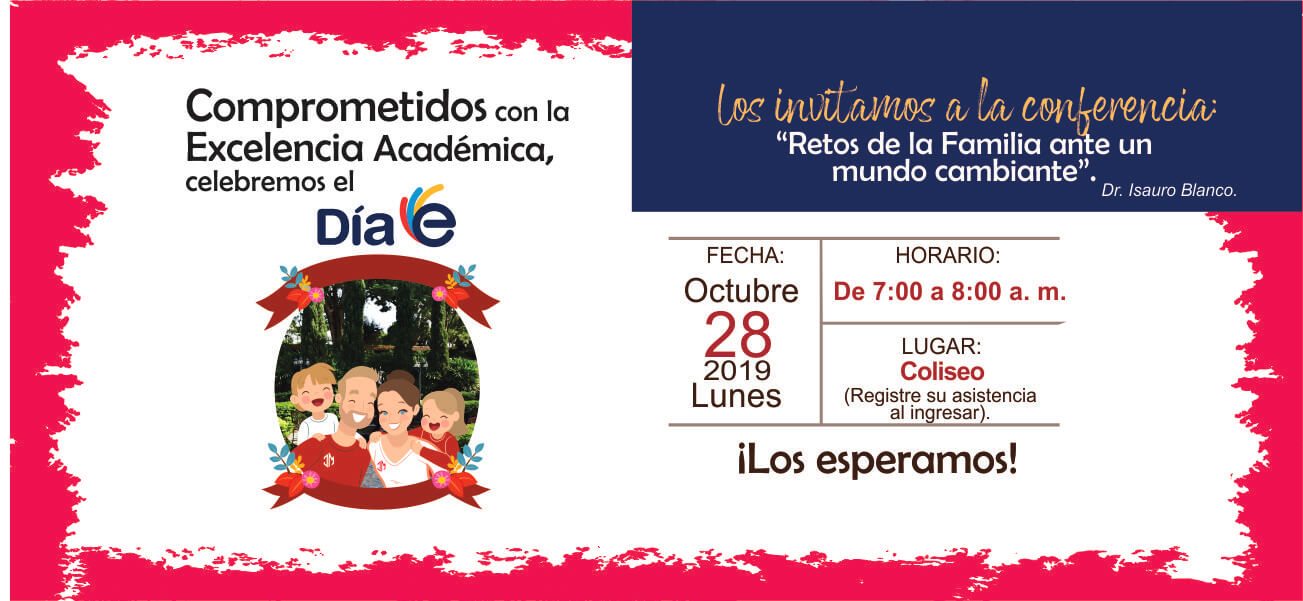 Comprometidos con la
Excelencia Académica,
celebremos el
Día e
Los invitamos a la conferencia:
“Retos de la Familia ante un
mundo cambiante”.
Dr. Isauro Blanco.
FECHA:
Octubre
28
2019
Lunes
HORARIO:
De 7:00 a 8:00 a. m.
LUGAR:
Coliseo
(Registre su asistencia
al ingresar).
¡Los esperamos!